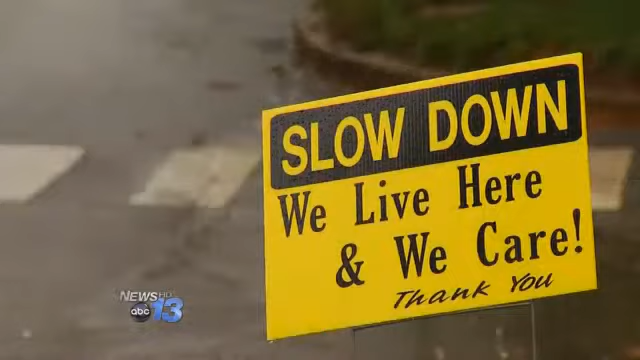 SLOW DOWN
We Live Here
& We Care!
Thank You
NEWS HD
abc 13